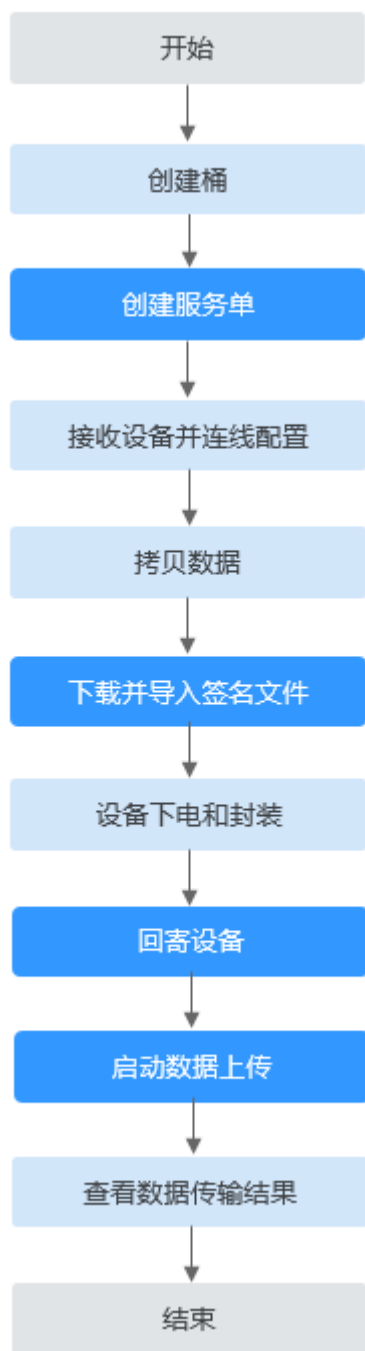 开始
创建桶
创建服务单
接收设备并连线配置
拷贝数据
下载并导入签名文件
设备下电和封装
回寄设备
启动数据上传
查看数据传输结果
结束